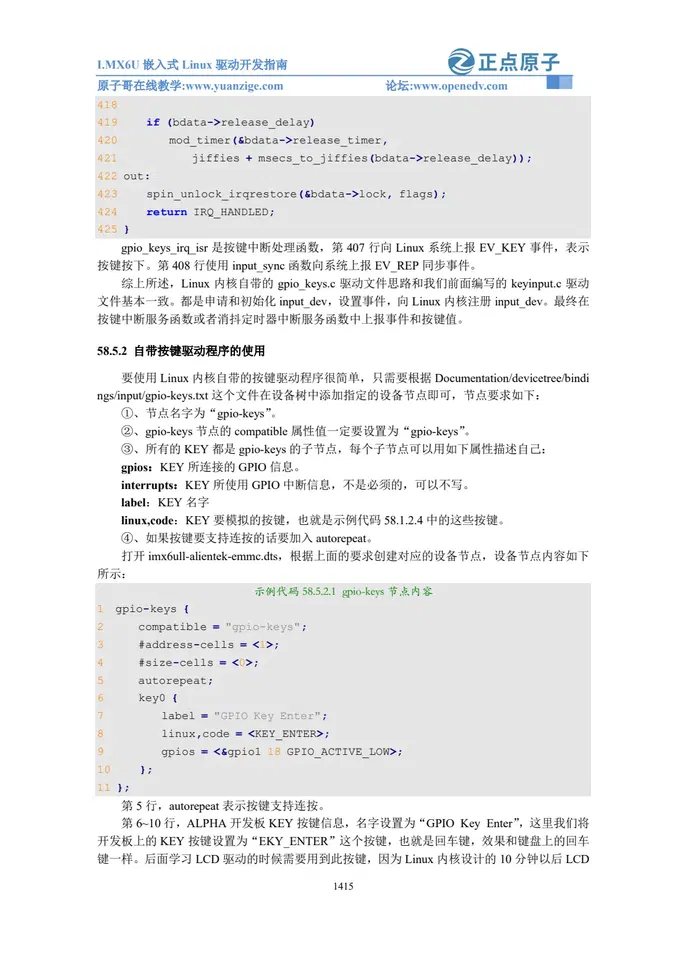 I.MX6U 嵌入式 Linux 驱动开发指南
正点原子
原子哥在线教学:www.yuanzige.com 论坛:www.openedv.com
418
419 if (bdata->release_delay)
420 mod_timer(&bdata->release_timer,
421 jiffies + msecs_to_jiffies(bdata->release_delay));
422 out:
423 spin_unlock_irqrestore(&bdata->lock, flags);
424 return IRQ_HANDLED;
425 }
gpio_keys_irq_isr 是按键中断处理函数，第 407 行向 Linux 系统上报 EV_KEY 事件，表示
按键按下。第 408 行使用 input_sync 函数向系统上报 EV_REP 同步事件。
综上所述，Linux 内核自带的 gpio_keys.c 驱动文件思路和我们前面编写的 keyinput.c 驱动
文件基本一致。都是申请和初始化 input_dev，设置事件，向 Linux 内核注册 input_dev。最终在
按键中断服务函数或者消抖定时器中断服务函数中上报事件和按键值。
58.5.2 自带按键驱动程序的使用
要使用 Linux 内核自带的按键驱动程序很简单，只需要根据 Documentation/devicetree/bindi
ngs/input/gpio-keys.txt 这个文件在设备树中添加指定的设备节点即可，节点要求如下：
①、节点名字为“gpio-keys”。
②、gpio-keys 节点的 compatible 属性值一定要设置为“gpio-keys”。
③、所有的 KEY 都是 gpio-keys 的子节点，每个子节点可以用如下属性描述自己：
gpios：KEY 所连接的 GPIO 信息。
interrupts：KEY 所使用 GPIO 中断信息，不是必须的，可以不写。
label：KEY 名字
linux,code：KEY 要模拟的按键，也就是示例代码 58.1.2.4 中的这些按键。
④、如果按键要支持连按的话要加入 autorepeat。
打开 imx6ull-alientek-emmc.dts，根据上面的要求创建对应的设备节点，设备节点内容如下
所示：
示例代码 58.5.2.1 gpio-keys 节点内容
1 gpio-keys {
2 compatible = "gpio-keys";
3 #address-cells = <1>;
4 #size-cells = <0>;
5 autorepeat;
6 key0 {
7 label = "GPIO Key Enter";
8 linux,code = <KEY_ENTER>;
9 gpios = <&gpio1 18 GPIO_ACTIVE_LOW>;
10 };
11 };
第 5 行，autorepeat 表示按键支持连按。
第 6~10 行，ALPHA 开发板 KEY 按键信息，名字设置为“GPIO Key Enter”，这里我们将
开发板上的 KEY 按键设置为“EKY_ENTER”这个按键，也就是回车键，效果和键盘上的回车
键一样。后面学习 LCD 驱动的时候需要用到此按键，因为 Linux 内核设计的 10 分钟以后 LCD
1415